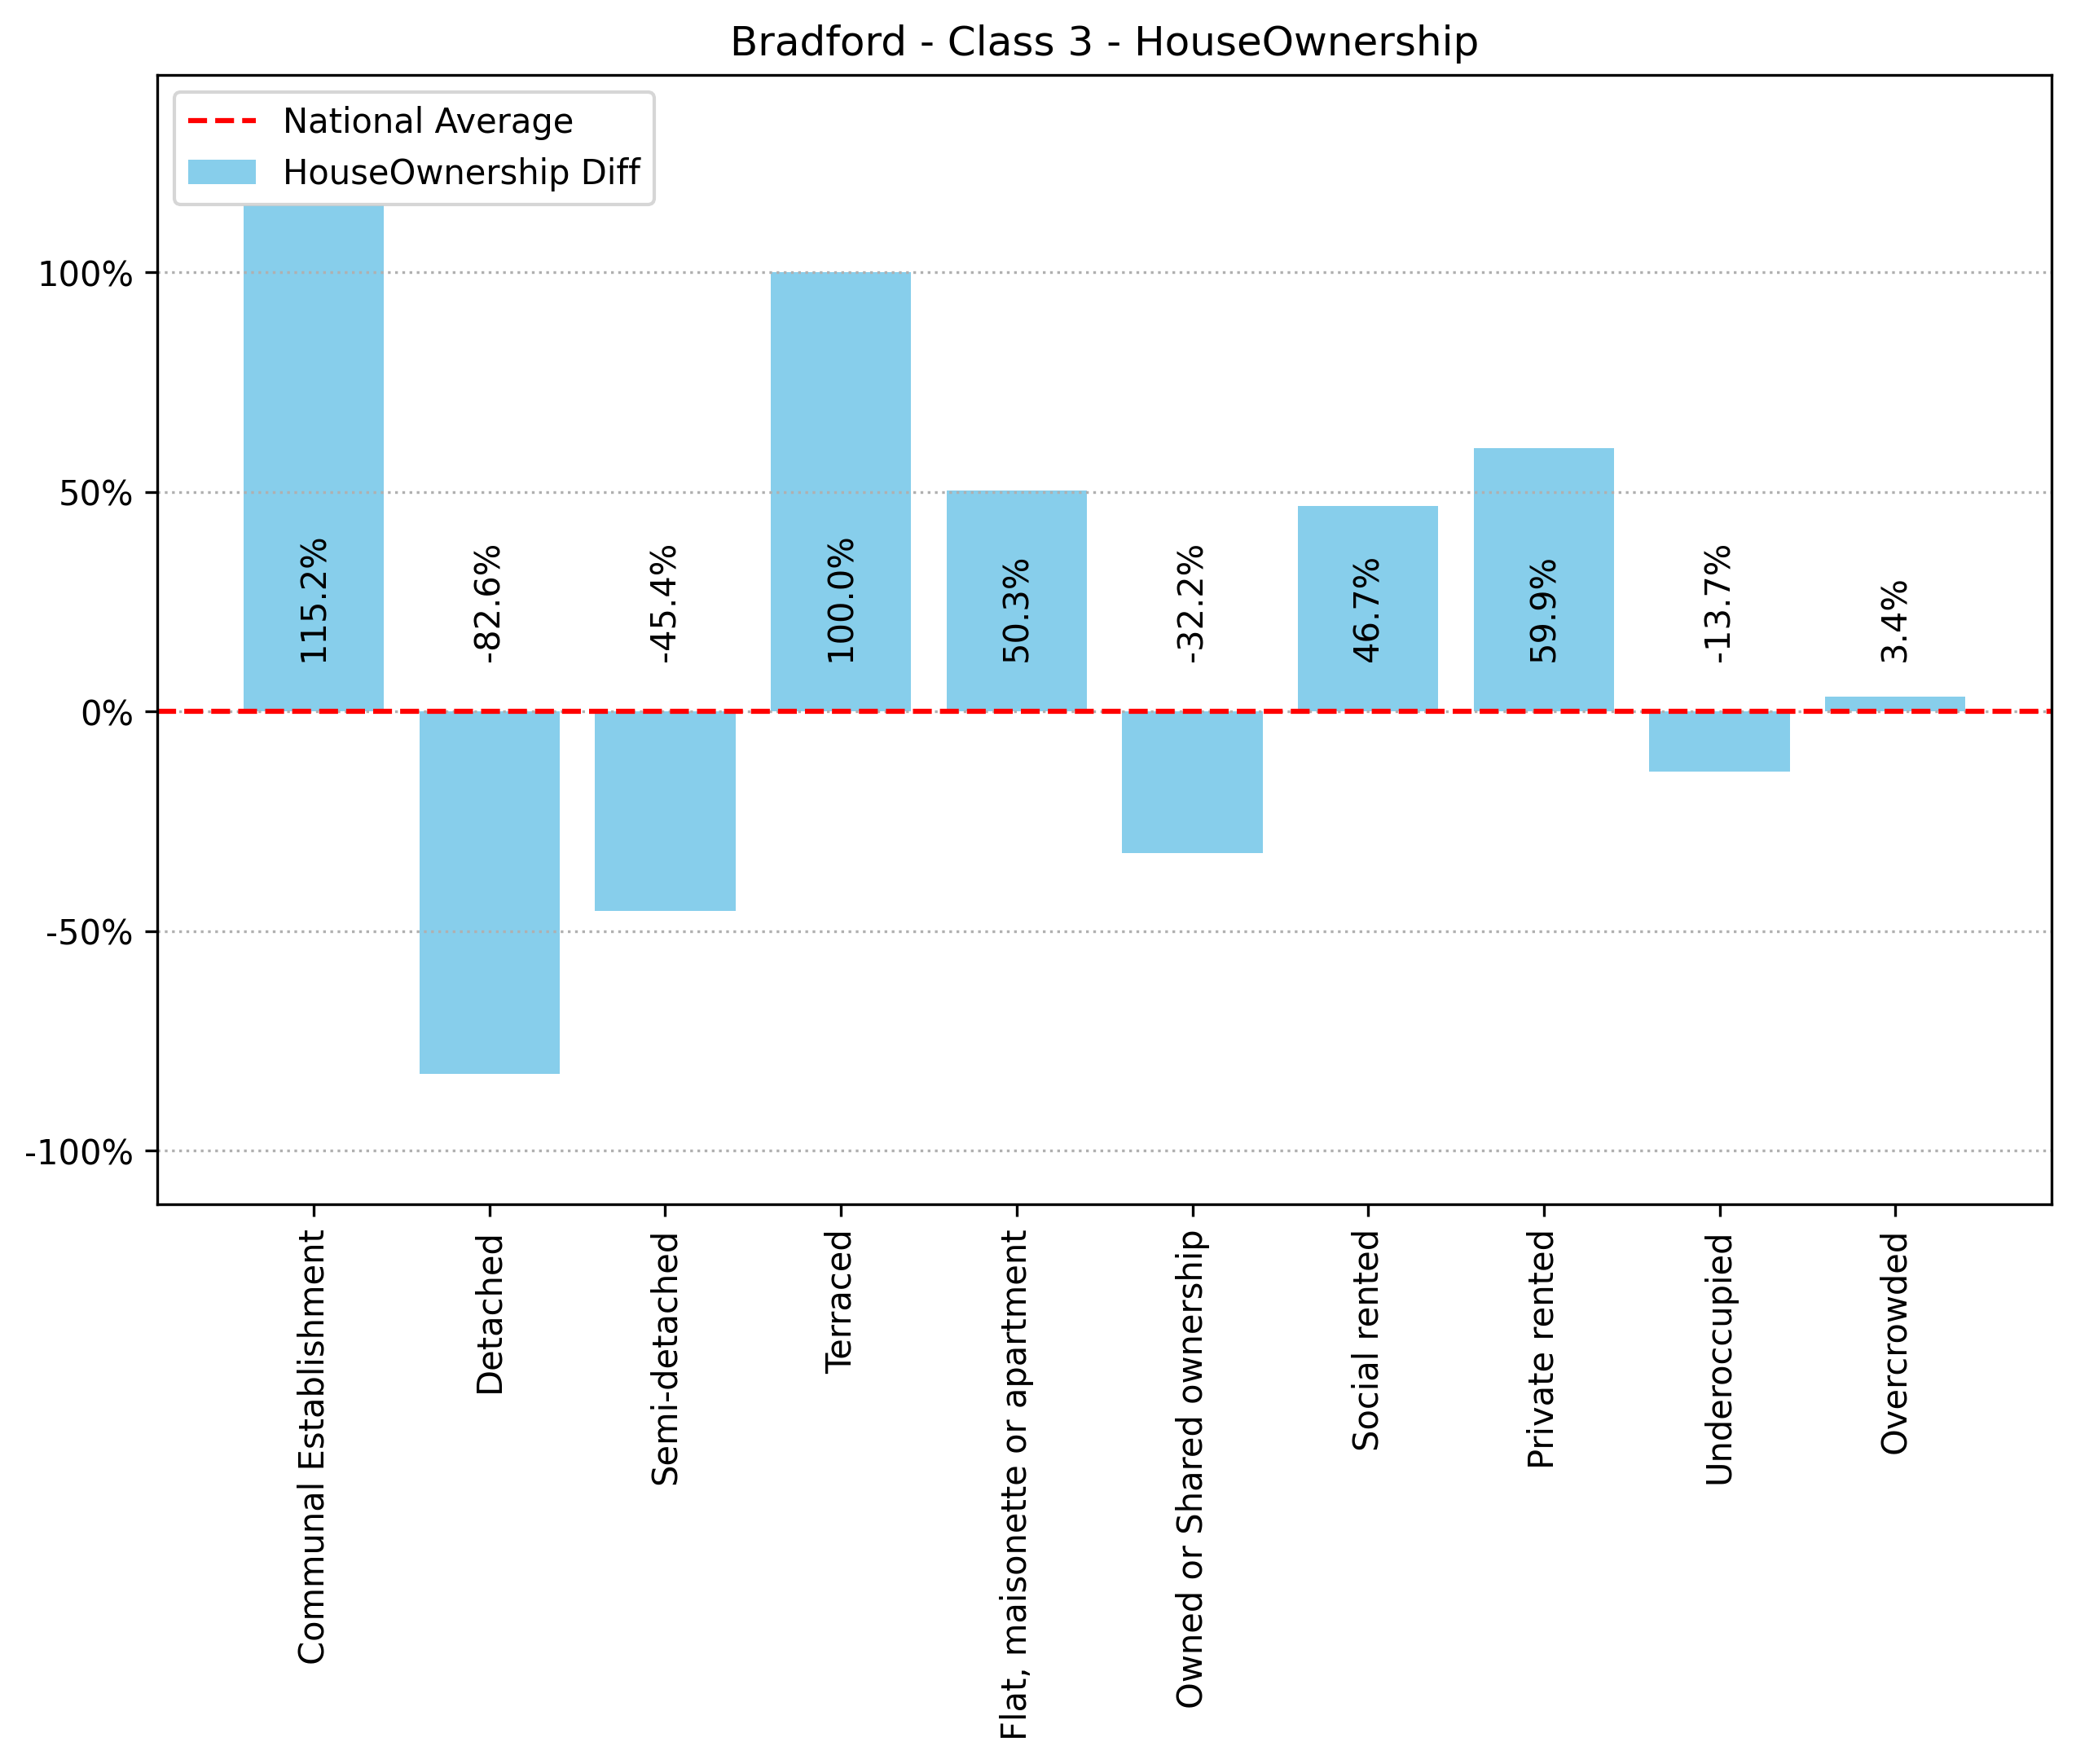 Bradford - Class 3 - HouseOwnership
National Average
HouseOwnership Diff
100%
50%
0%
-50%
-100%
115.2%
-82.6%
-45.4%
100.0%
50.3%
-32.2%
46.7%
59.9%
-13.7%
3.4%
Communal Establishment
Detached
Semi-detached
Terraced
Flat, maisonette or apartment
Owned or Shared ownership
Social rented
Private rented
Underoccupied
Overcrowded